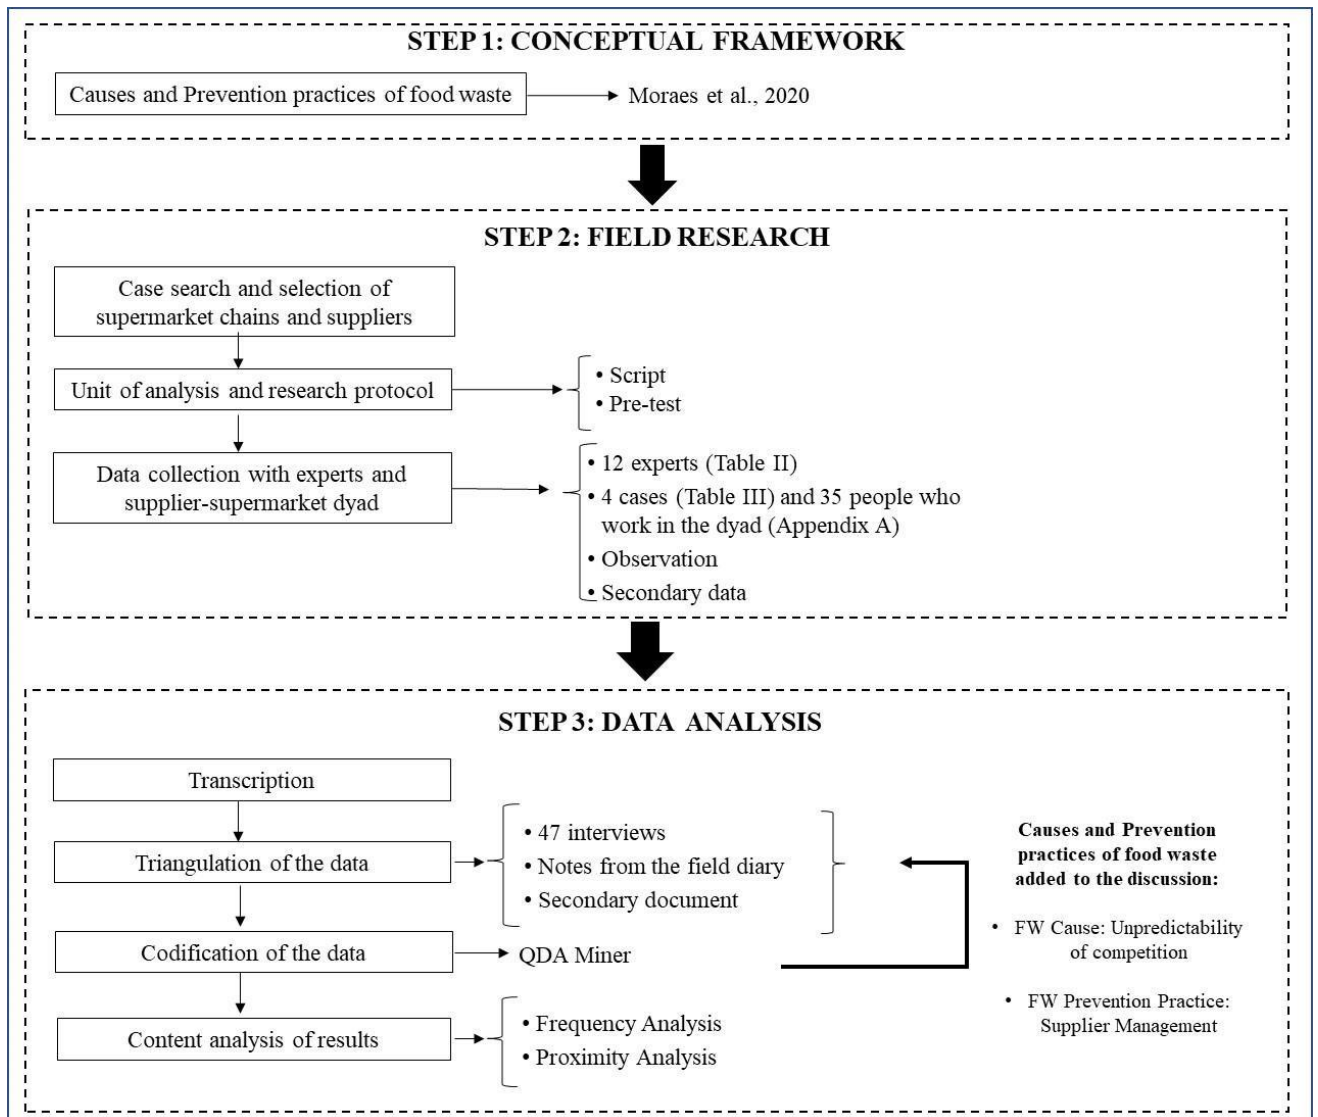 STEP 1: CONCEPTUAL FRAMEWORK
Causes and Prevention practices of food waste
Moraes et al., 2020
STEP 2: FIELD RESEARCH
Case search and selection of
supermarket chains and suppliers
Unit of analysis and research protocol
• Script
• Pre-test
Data collection with experts and
supplier-supermarket dyad
• 12 experts (Table II)
• 4 cases (Table III) and 35 people who
work in the dyad (Appendix A)
• Observation
• Secondary data
STEP 3: DATA ANALYSIS
Transcription
Triangulation of the data
• 47 interviews
• Notes from the field diary
• Secondary document
Codification of the data
QDA Miner
Content analysis of results
• Frequency Analysis
• Proximity Analysis
Causes and Prevention
practices of food waste
added to the discussion:
• FW Cause: Unpredictability
of competition
• FW Prevention Practice:
Supplier Management